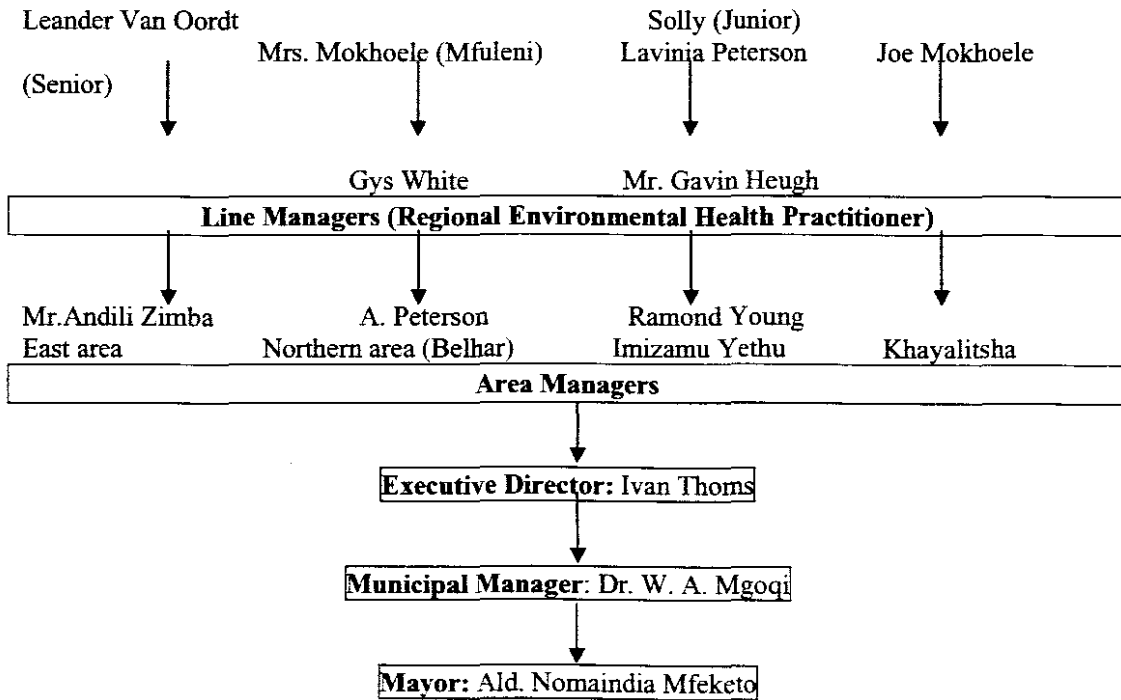 Leander Van Oordt
Solly (Junior)
Mrs. Mokhoele (Mfuleni)
Lavinia Peterson
Joe Mokhoele
(Senior)
Gys White
Mr. Gavin Heugh
Line Managers (Regional Environmental Health Practitioner)
Mr.Andili Zimba
A. Peterson
Ramond Young
East area
Northern area (Belhar)
Imizamu Yethu
Khayalitsha
Area Managers
Executive Director: Ivan Thoms
Municipal Manager: Dr. W. A. Mgoqi
Mayor: Ald. Nomaindia Mfeketo